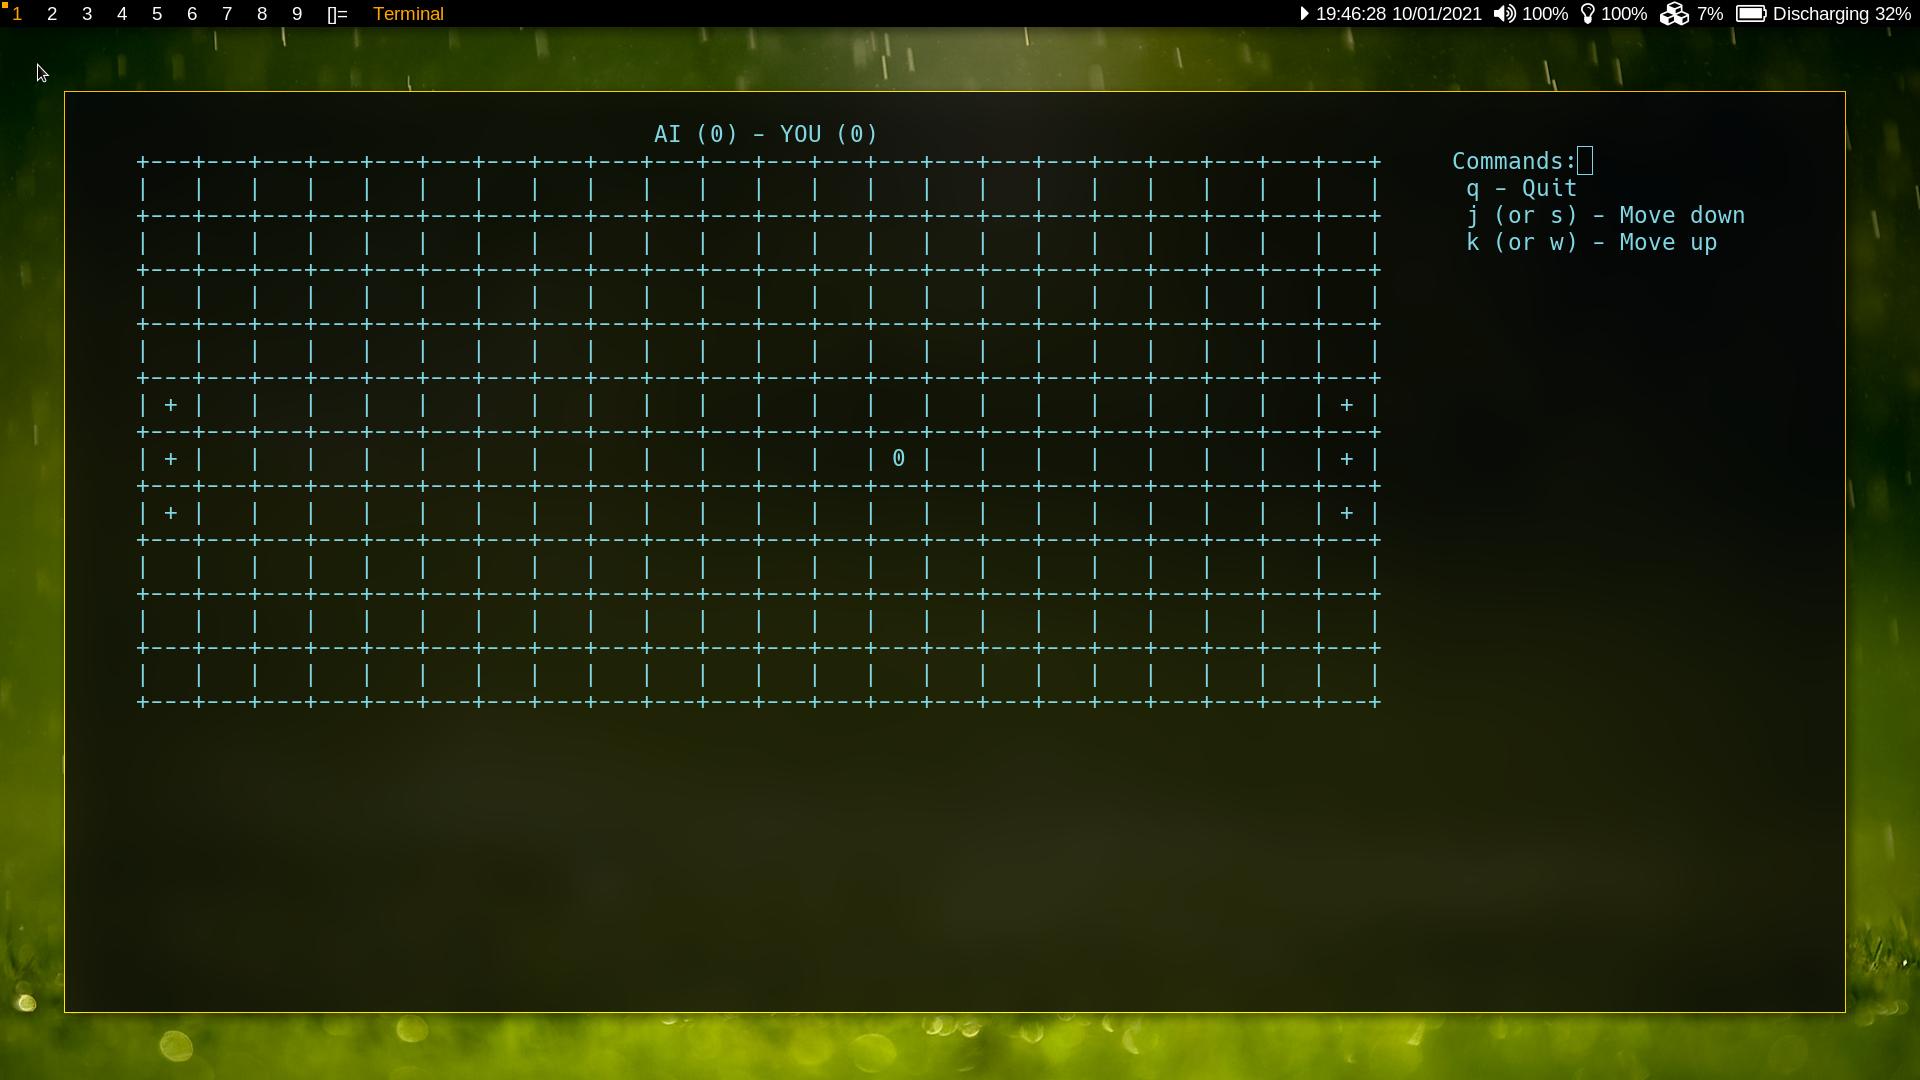 1 2 3 4 5 6 7 8 9 []= Terminal 19:46:28 10/01/2021 100% 100% 7% Discharging 32%
AI (0) - YOU (0)
+---+---+---+---+---+---+---+---+---+---+---+---+---+---+---+---+---+---+---+---+---+---+ Commands:
|   |   |   |   |   |   |   |   |   |   |   |   |   |   |   |   |   |   |   |   |   |   | q - Quit
+---+---+---+---+---+---+---+---+---+---+---+---+---+---+---+---+---+---+---+---+---+---+ j (or s) - Move down
|   |   |   |   |   |   |   |   |   |   |   |   |   |   |   |   |   |   |   |   |   |   | k (or w) - Move up
+---+---+---+---+---+---+---+---+---+---+---+---+---+---+---+---+---+---+---+---+---+---+
|   |   |   |   |   |   |   |   |   |   |   |   |   |   |   |   |   |   |   |   |   |   |
+---+---+---+---+---+---+---+---+---+---+---+---+---+---+---+---+---+---+---+---+---+---+
|   |   |   |   |   |   |   |   |   |   |   |   |   |   |   |   |   |   |   |   |   |   |
+---+---+---+---+---+---+---+---+---+---+---+---+---+---+---+---+---+---+---+---+---+---+
| + |   |   |   |   |   |   |   |   |   |   |   |   |   |   |   |   |   |   |   |   | + |
+---+---+---+---+---+---+---+---+---+---+---+---+---+---+---+---+---+---+---+---+---+---+
| + |   |   |   |   |   |   |   |   |   |   |   |   | 0 |   |   |   |   |   |   |   | + |
+---+---+---+---+---+---+---+---+---+---+---+---+---+---+---+---+---+---+---+---+---+---+
| + |   |   |   |   |   |   |   |   |   |   |   |   |   |   |   |   |   |   |   |   | + |
+---+---+---+---+---+---+---+---+---+---+---+---+---+---+---+---+---+---+---+---+---+---+
|   |   |   |   |   |   |   |   |   |   |   |   |   |   |   |   |   |   |   |   |   |   |
+---+---+---+---+---+---+---+---+---+---+---+---+---+---+---+---+---+---+---+---+---+---+
|   |   |   |   |   |   |   |   |   |   |   |   |   |   |   |   |   |   |   |   |   |   |
+---+---+---+---+---+---+---+---+---+---+---+---+---+---+---+---+---+---+---+---+---+---+
|   |   |   |   |   |   |   |   |   |   |   |   |   |   |   |   |   |   |   |   |   |   |
+---+---+---+---+---+---+---+---+---+---+---+---+---+---+---+---+---+---+---+---+---+---+